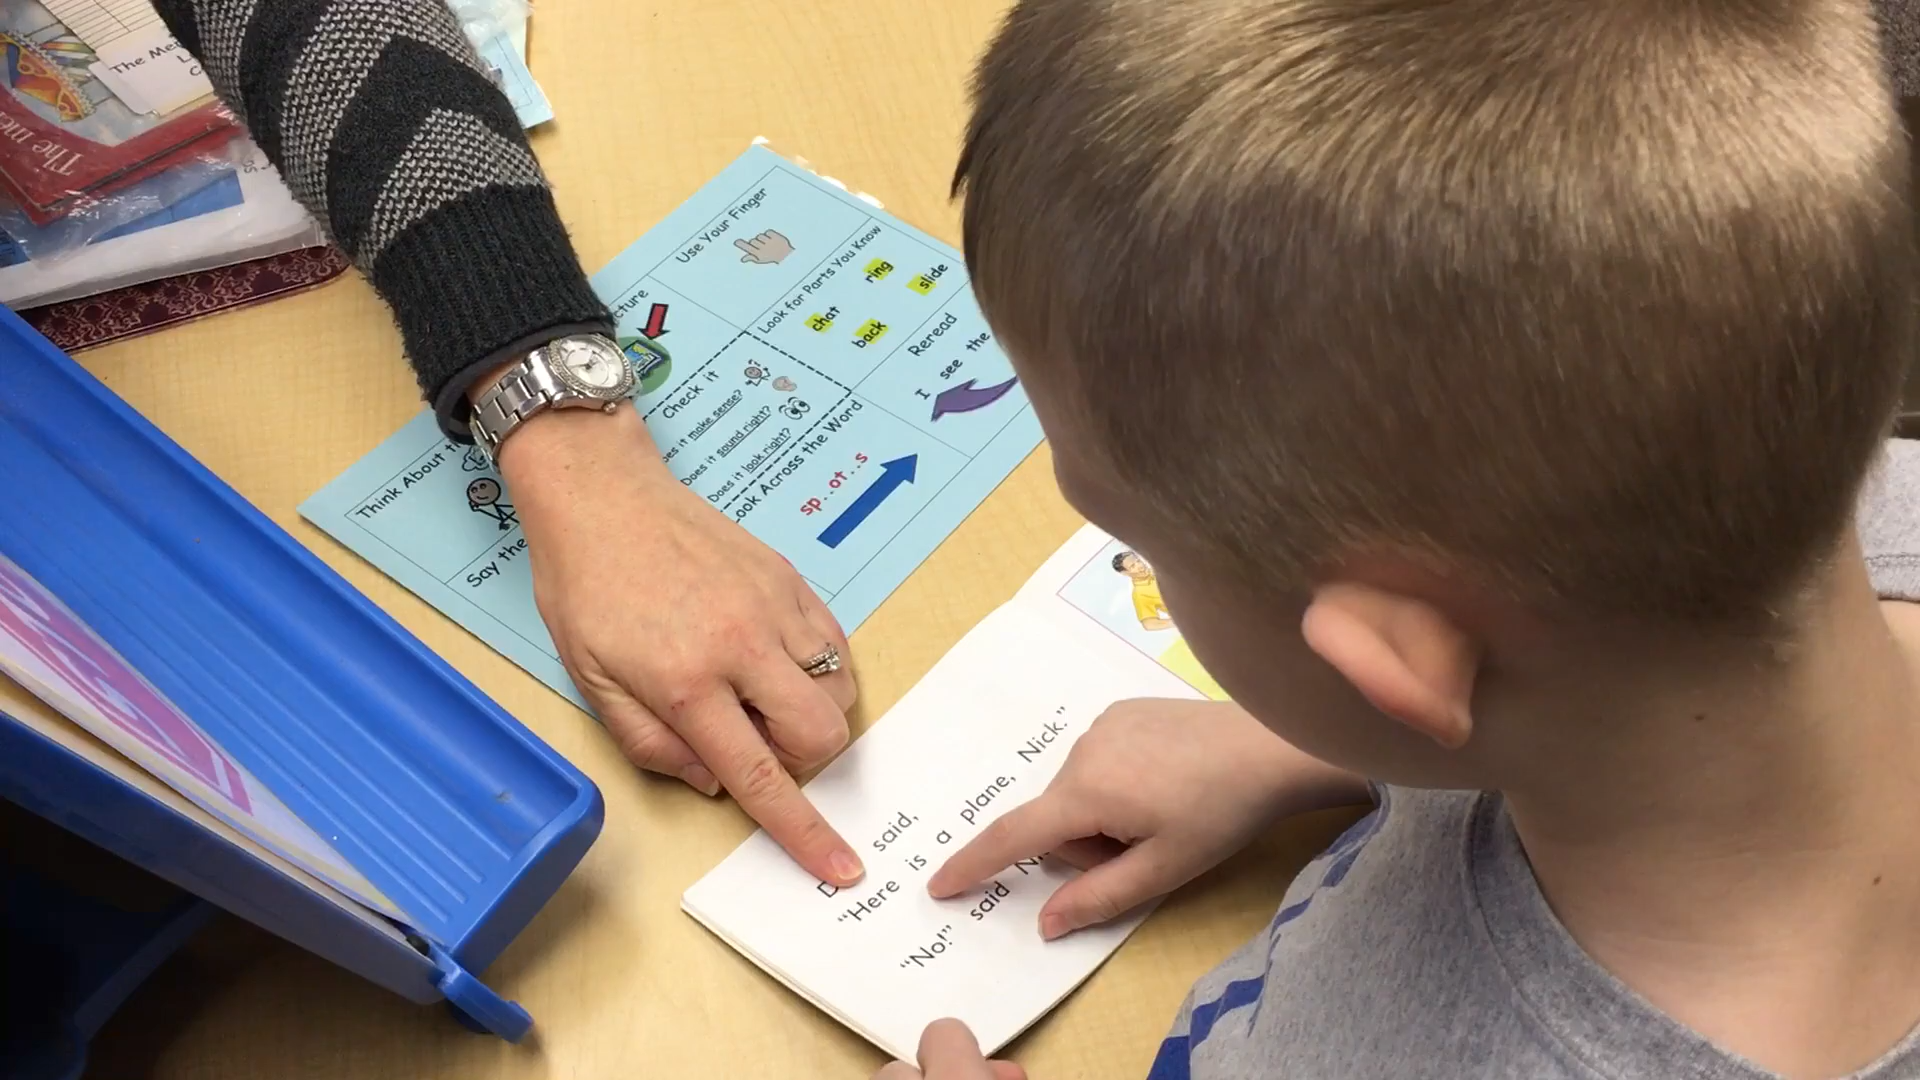 The Me
The me
Use Your Finger
Look for Parts You Know
ring
chat
slide
back
Reread
I see the
Check it
Does it make sense?
Does it sound right?
Does it look right?
Look Across the Word
sp..ot..s
Think About
Say the
said,
"Here is a plane, Nick."
"No!" said